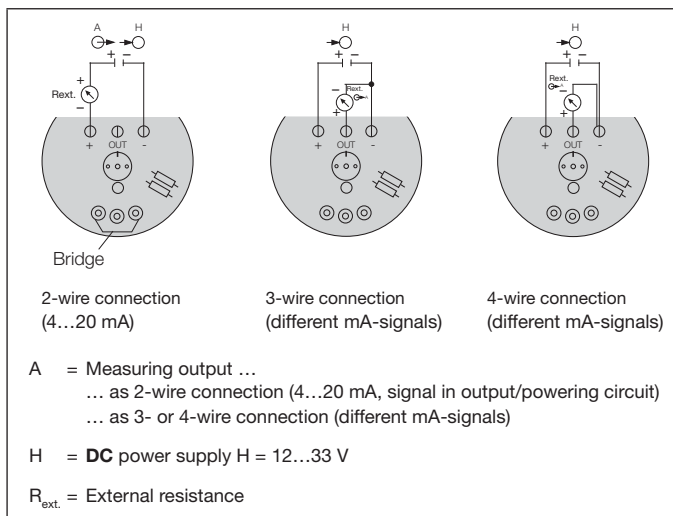 A H
+ −
+
Rext.
−
+ OUT -
Bridge
2-wire connection
(4…20 mA)
H
+ −
Rext.
−
A
+
+ OUT -
3-wire connection
(different mA-signals)
H
+ −
Rext.
A
−
+
+ OUT -
4-wire connection
(different mA-signals)
A = Measuring output …
… as 2-wire connection (4…20 mA, signal in output/powering circuit)
… as 3- or 4-wire connection (different mA-signals)
H = DC power supply H = 12…33 V
Rext. = External resistance